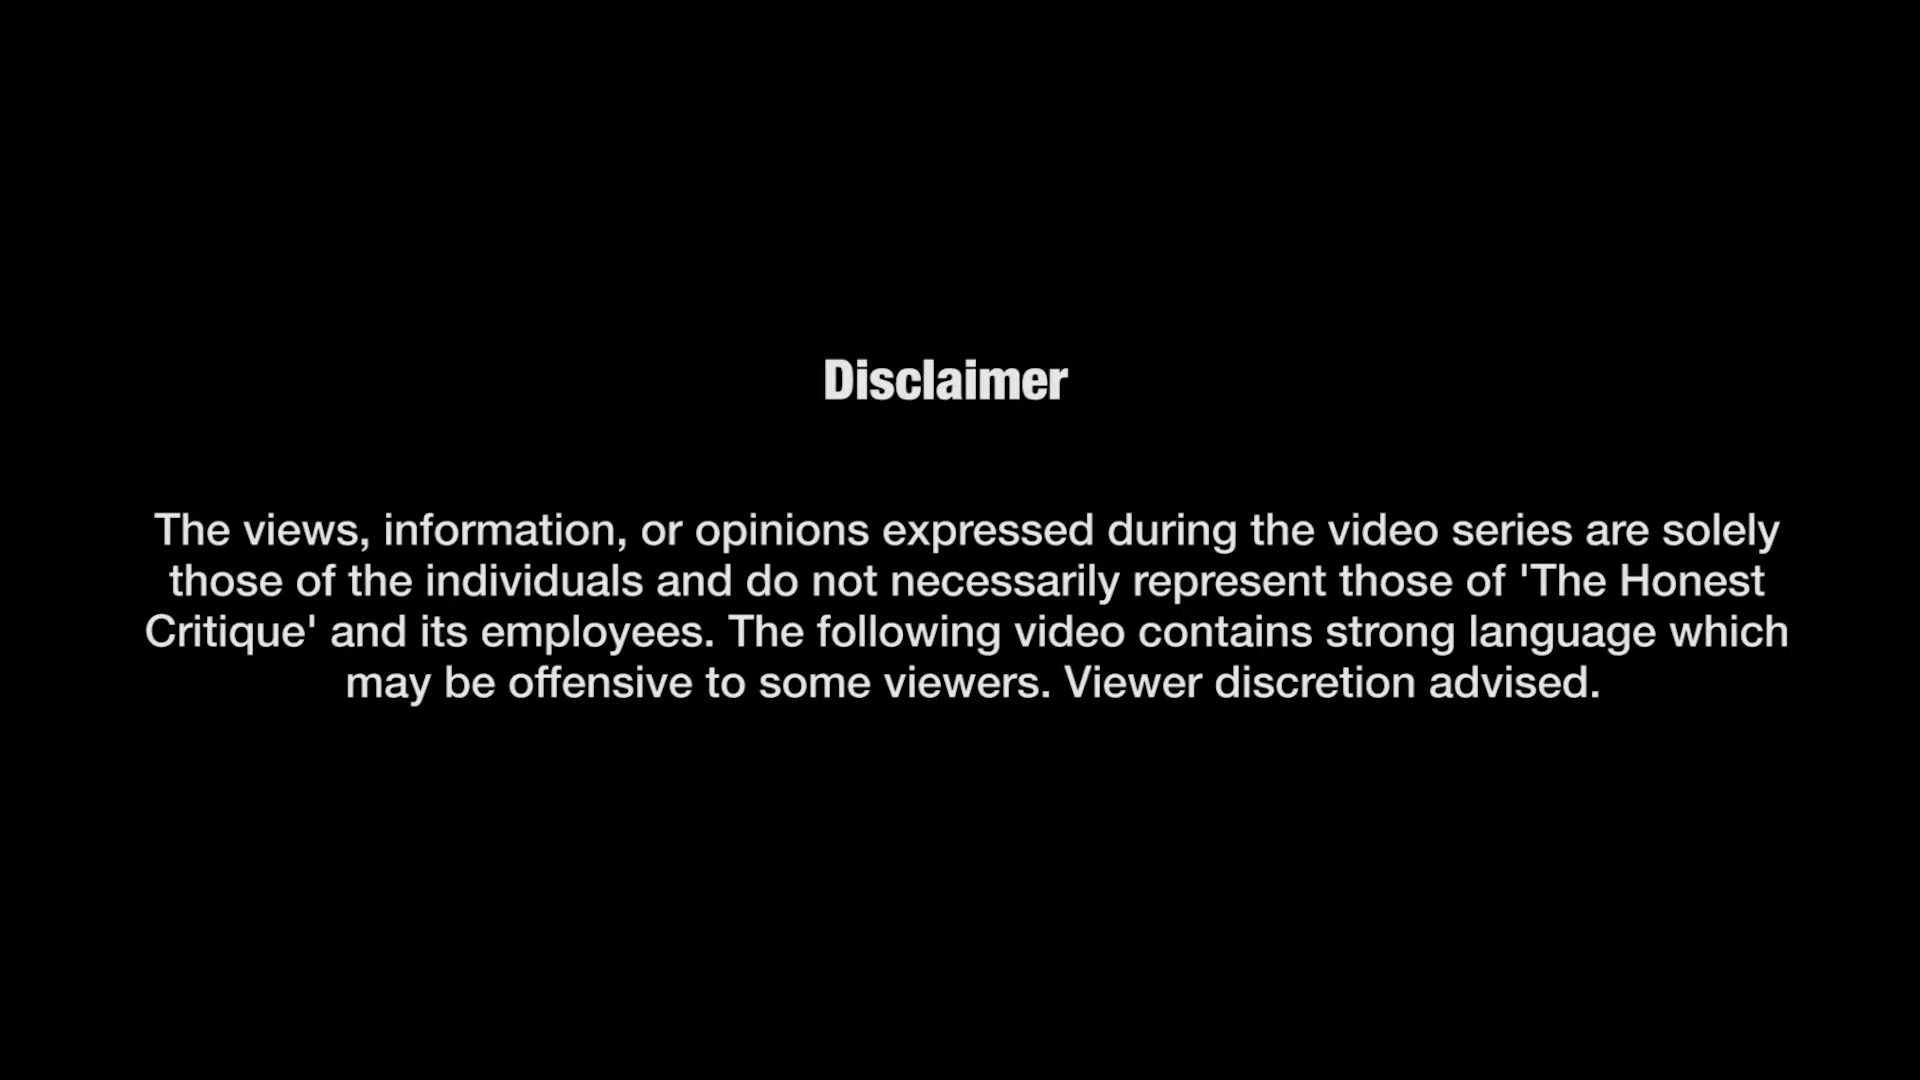 Disclaimer
The views, information, or opinions expressed during the video series are solely
those of the individuals and do not necessarily represent those of 'The Honest
Critique' and its employees. The following video contains strong language which
may be offensive to some viewers. Viewer discretion advised.